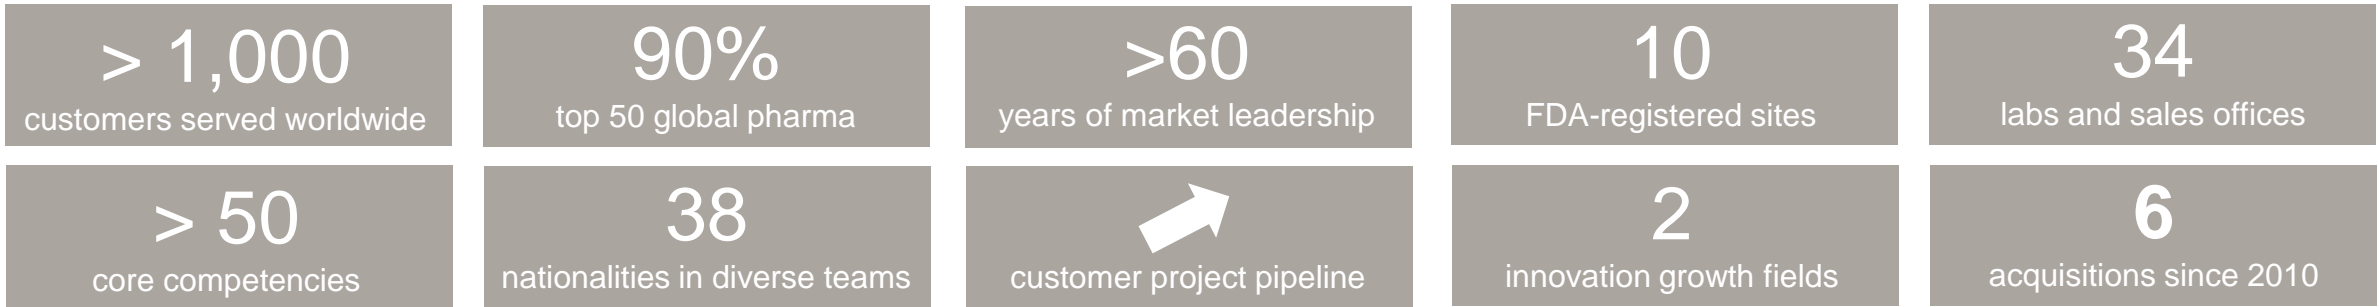 > 1,000
customers served worldwide
90%
top 50 global pharma
>60
years of market leadership
10
FDA-registered sites
34
labs and sales offices
> 50
core competencies
38
nationalities in diverse teams
customer project pipeline
2
innovation growth fields
6
acquisitions since 2010